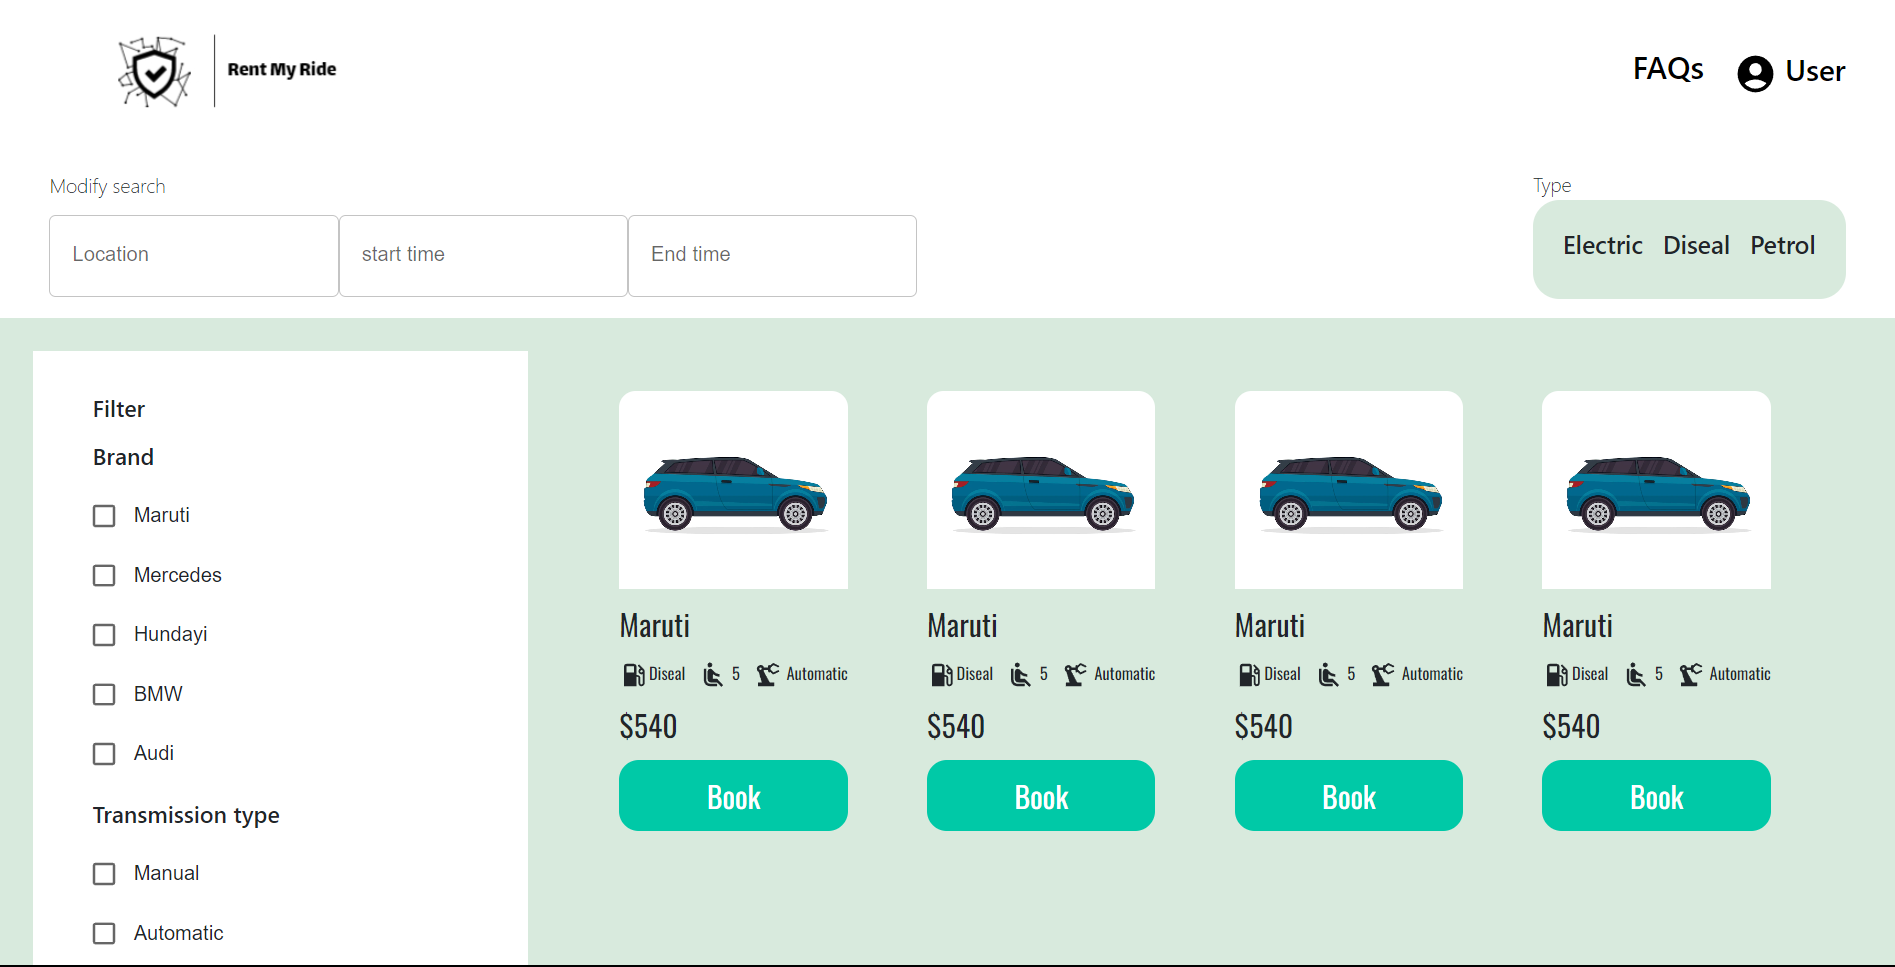 Rent My Ride
FAQs
User
Modify search
Type
Location
start time
End time
Electric Diseal Petrol
Filter
Brand
Maruti
Mercedes
Hundayi
BMW
Audi
Transmission type
Manual
Automatic
Maruti
Diseal 5 Automatic
$540
Book
Maruti
Diseal 5 Automatic
$540
Book
Maruti
Diseal 5 Automatic
$540
Book
Maruti
Diseal 5 Automatic
$540
Book